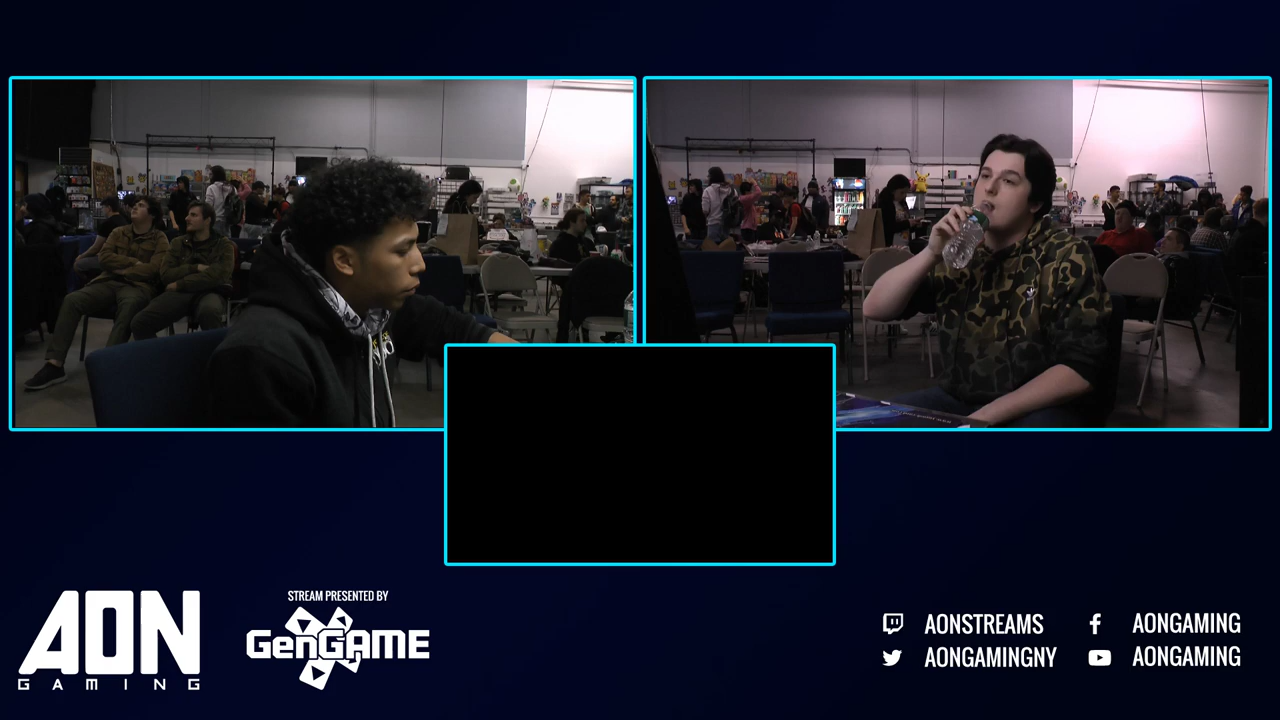 AON
GAMING
STREAM PRESENTED BY
GenGAME
AONSTREAMS
AONGAMING
AONGAMINGNY
AONGAMING